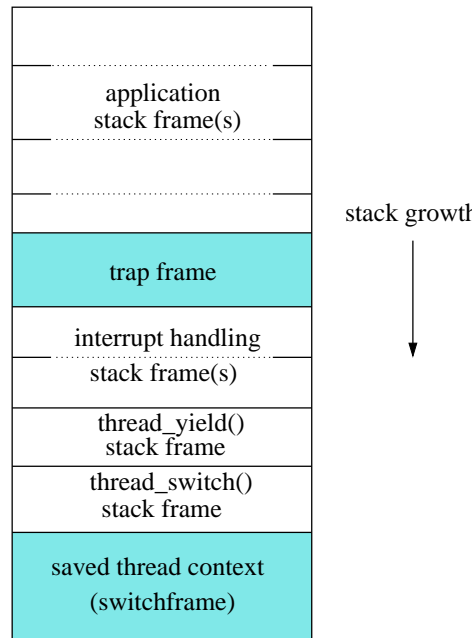 application
stack frame(s)
stack growth
trap frame
interrupt handling
stack frame(s)
thread_yield()
stack frame
thread_switch()
stack frame
saved thread context
(switchframe)